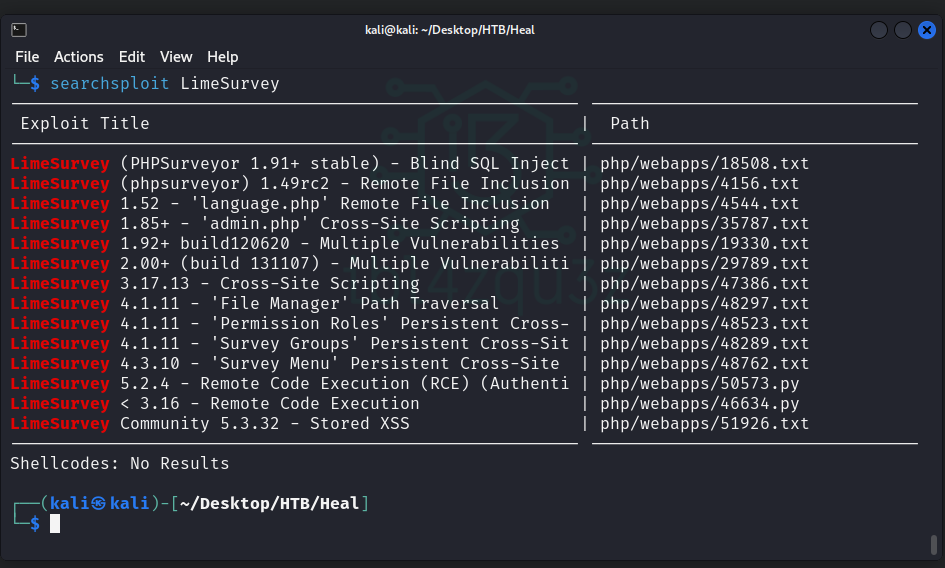 kali@kali: ~/Desktop/HTB/Heal
File Actions Edit View Help
└─$ searchsploit LimeSurvey
Exploit Title | Path
LimeSurvey (PHPSurveyor 1.91+ stable) - Blind SQL Inject | php/webapps/18508.txt
LimeSurvey (phpsurveyor) 1.49rc2 - Remote File Inclusion | php/webapps/4156.txt
LimeSurvey 1.52 - 'language.php' Remote File Inclusion | php/webapps/4544.txt
LimeSurvey 1.85+ - 'admin.php' Cross-Site Scripting | php/webapps/35787.txt
LimeSurvey 1.92+ build120620 - Multiple Vulnerabilities | php/webapps/19330.txt
LimeSurvey 2.00+ (build 131107) - Multiple Vulnerabiliti | php/webapps/29789.txt
LimeSurvey 3.17.13 - Cross-Site Scripting | php/webapps/47386.txt
LimeSurvey 4.1.11 - 'File Manager' Path Traversal | php/webapps/48297.txt
LimeSurvey 4.1.11 - 'Permission Roles' Persistent Cross- | php/webapps/48523.txt
LimeSurvey 4.1.11 - 'Survey Groups' Persistent Cross-Sit | php/webapps/48289.txt
LimeSurvey 4.3.10 - 'Survey Menu' Persistent Cross-Site | php/webapps/48762.txt
LimeSurvey 5.2.4 - Remote Code Execution (RCE) (Authenti | php/webapps/50573.py
LimeSurvey < 3.16 - Remote Code Execution | php/webapps/46634.py
LimeSurvey Community 5.3.32 - Stored XSS | php/webapps/51926.txt
Shellcodes: No Results
┌──(kali㉿kali)-[~/Desktop/HTB/Heal]
└─$